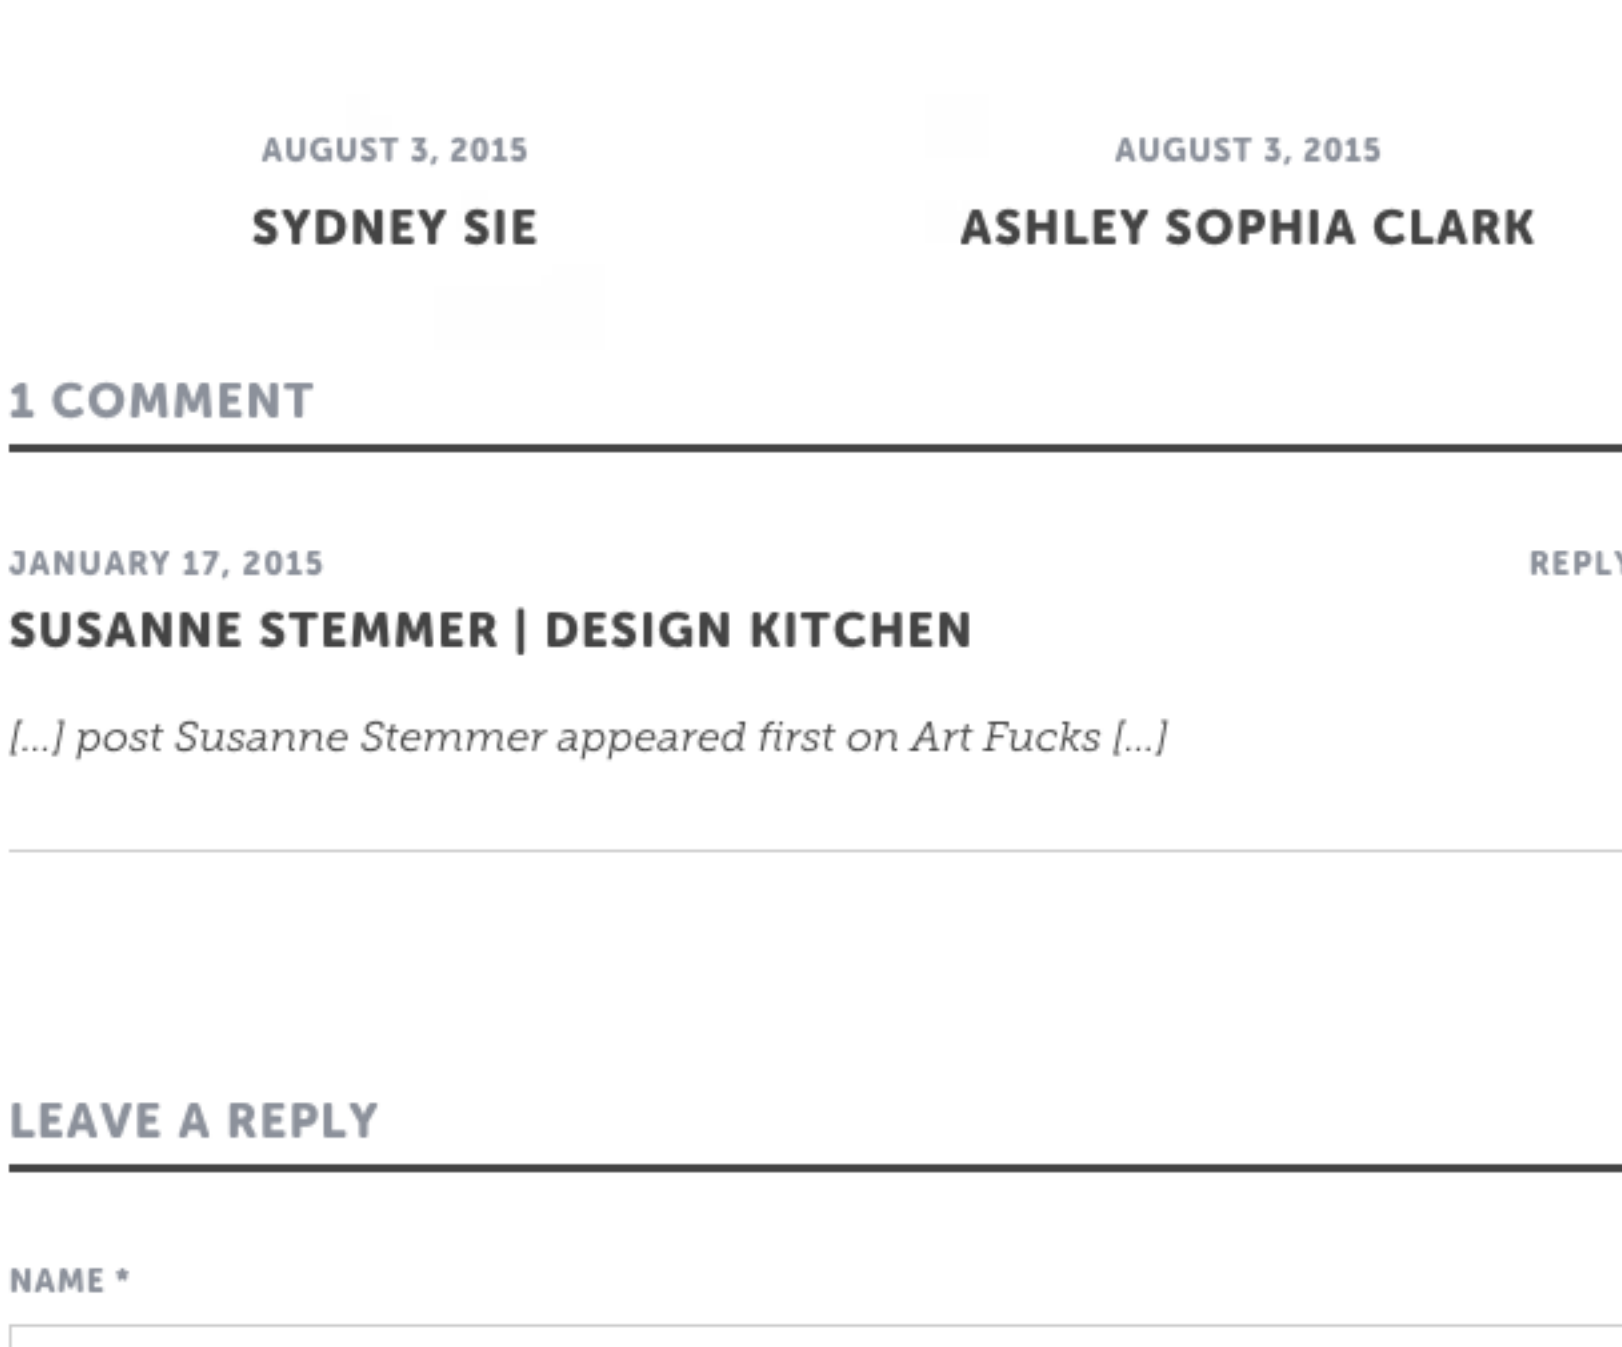 AUGUST 3, 2015
SYDNEY SIE
AUGUST 3, 2015
ASHLEY SOPHIA CLARK
1 COMMENT
JANUARY 17, 2015
REPLY
SUSANNE STEMMER | DESIGN KITCHEN
[...] post Susanne Stemmer appeared first on Art Fucks [...]
LEAVE A REPLY
NAME *